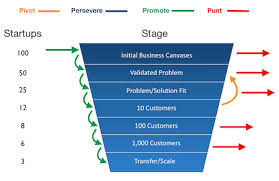 Pivot Persevere Promote Punt
Startups Stage
100 Initial Business Canvases
50 Validated Problem
25 Problem/Solution Fit
12 10 Customers
8 100 Customers
6 1,000 Customers
3 Transfer/Scale